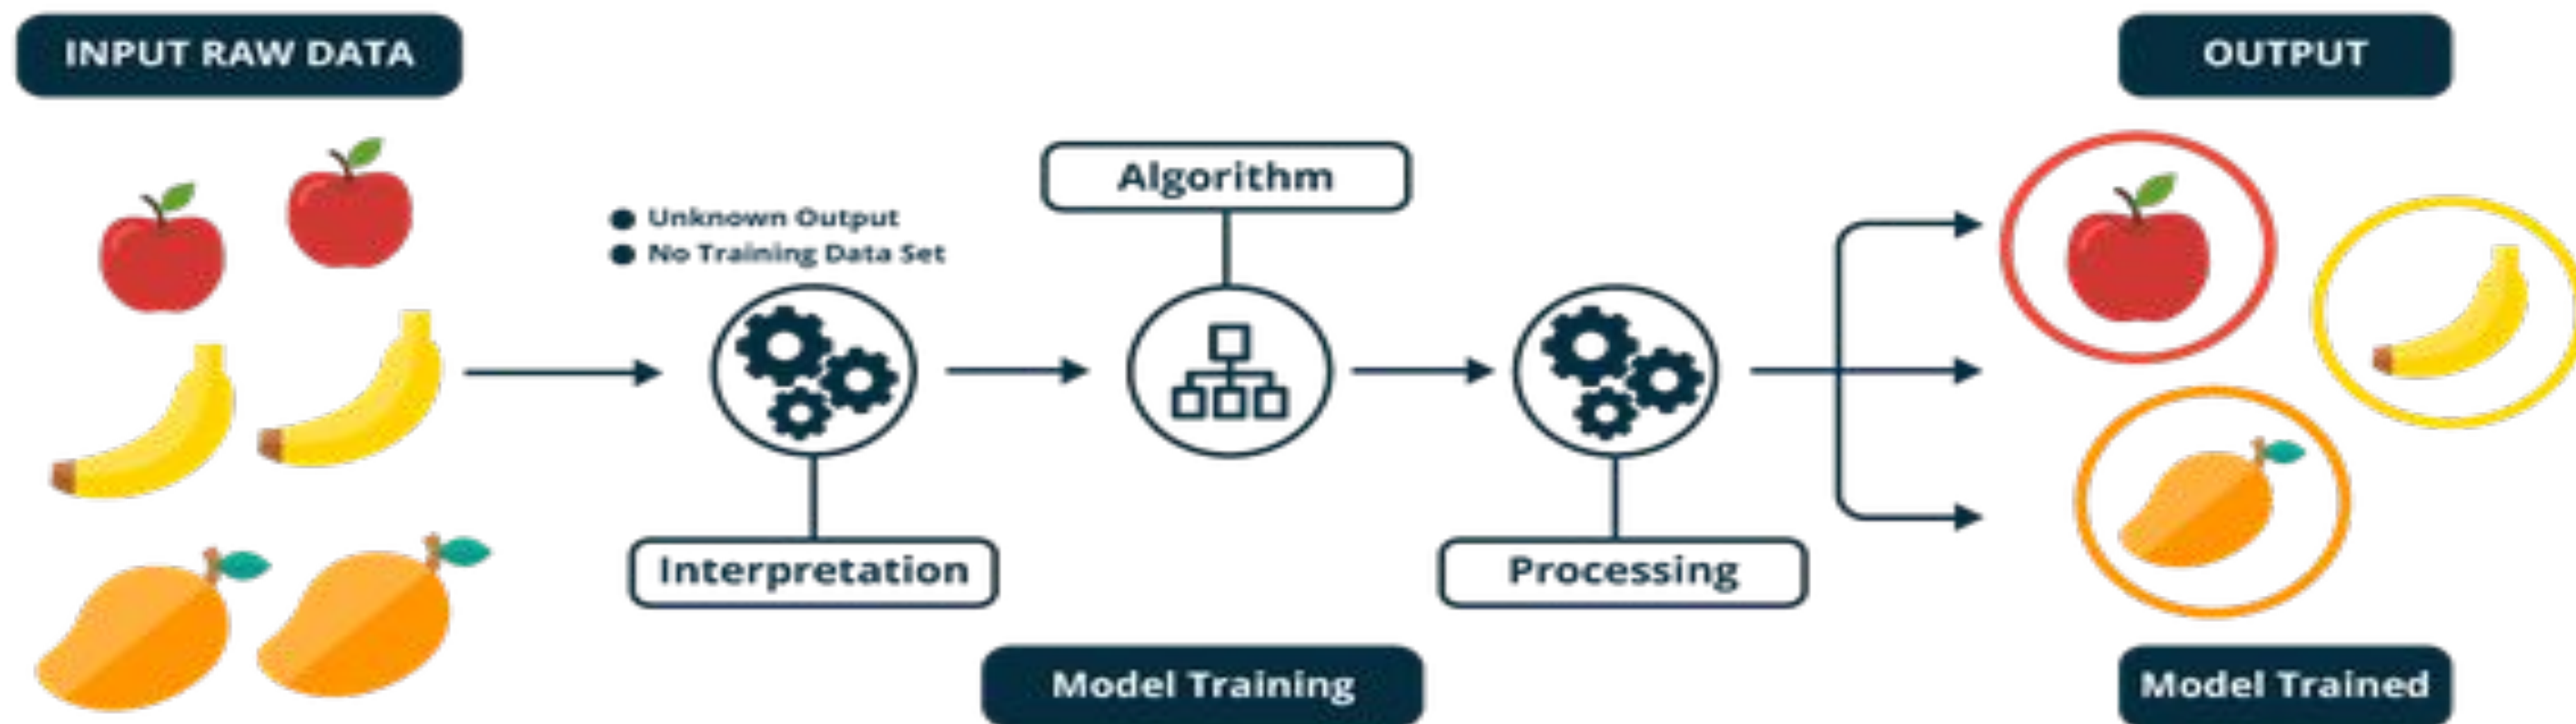 INPUT RAW DATA
OUTPUT
Algorithm
● Unknown Output
● No Training Data Set
Interpretation
Processing
Model Training
Model Trained